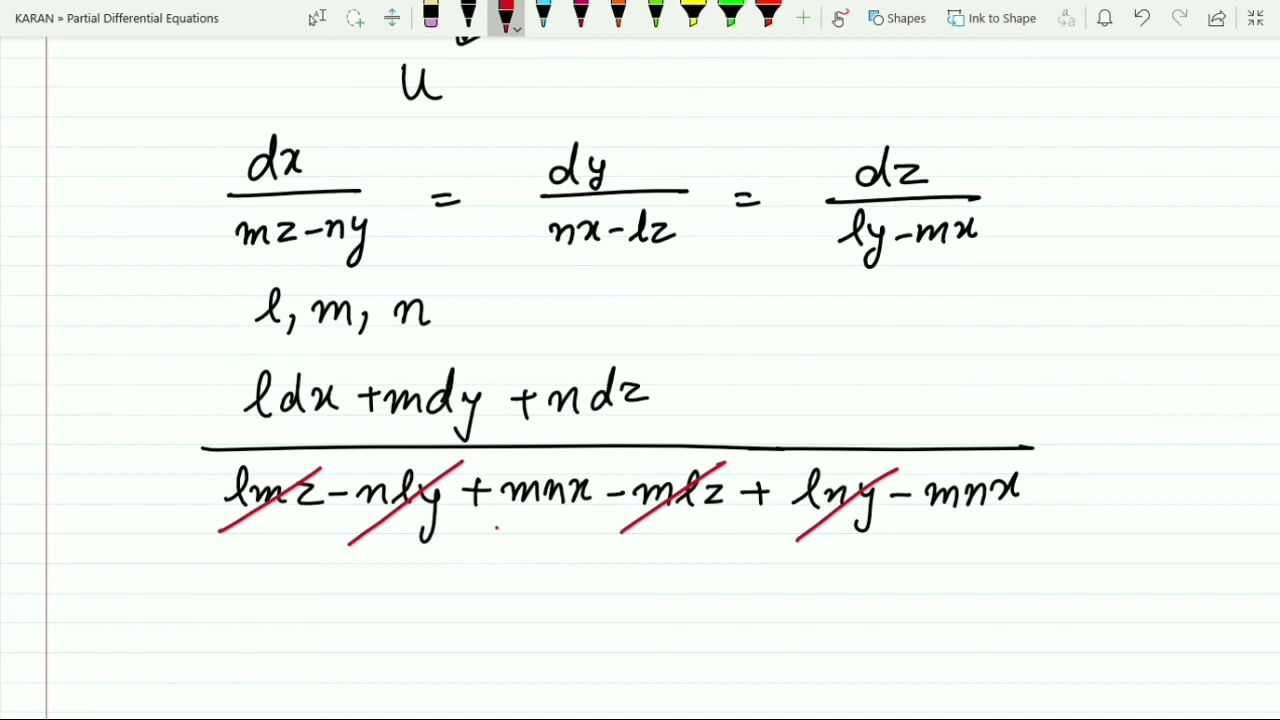 KARAN » Partial Differential Equations
Shapes
Ink to Shape
u
dx/(mz-ny) = dy/(nx-lz) = dz/(ly-mx)
l, m, n
ldx +mdy +ndz
lmz-nly +mnx -mlz + lny - mnx